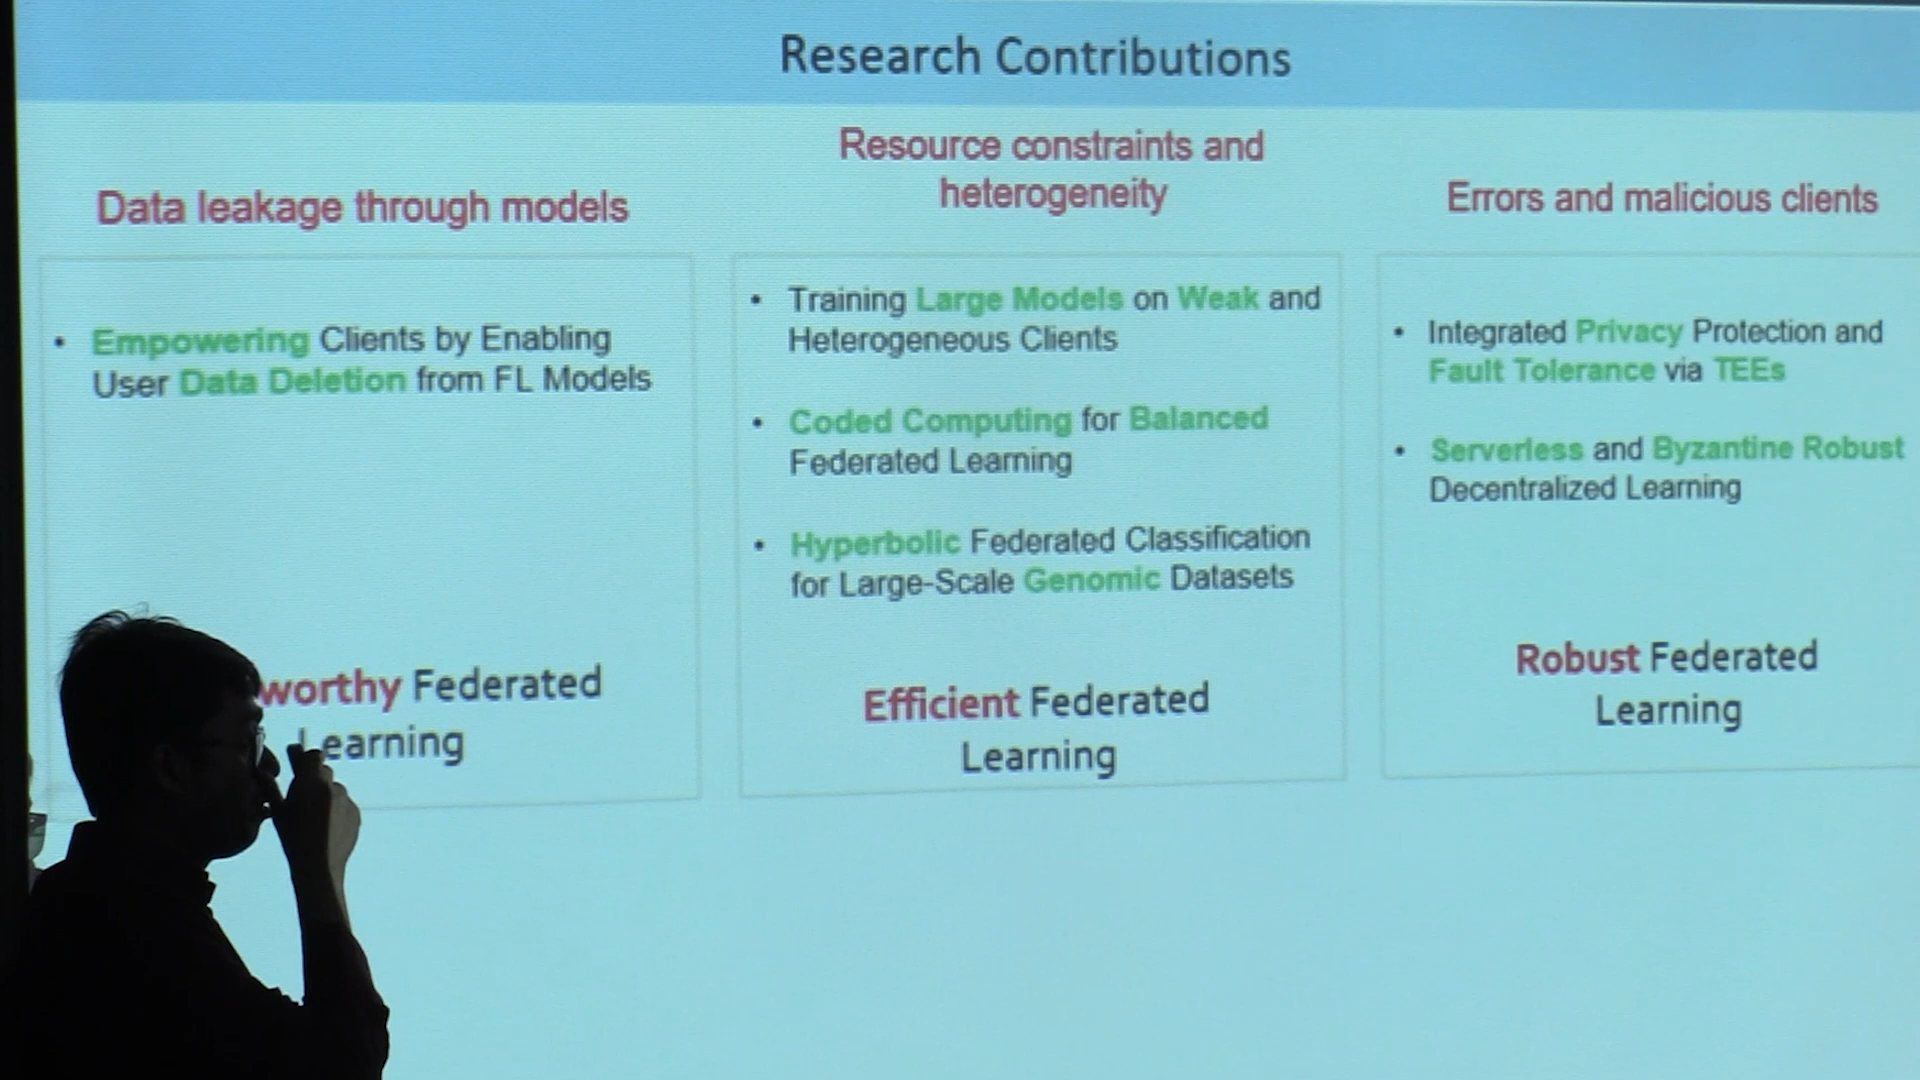 Research Contributions
Data leakage through models
• Empowering Clients by Enabling
User Data Deletion from FL Models
worthy Federated
Learning
Resource constraints and
heterogeneity
• Training Large Models on Weak and
Heterogeneous Clients
• Coded Computing for Balanced
Federated Learning
• Hyperbolic Federated Classification
for Large-Scale Genomic Datasets
Efficient Federated
Learning
Errors and malicious clients
• Integrated Privacy Protection and
Fault Tolerance via TEEs
• Serverless and Byzantine Robust
Decentralized Learning
Robust Federated
Learning